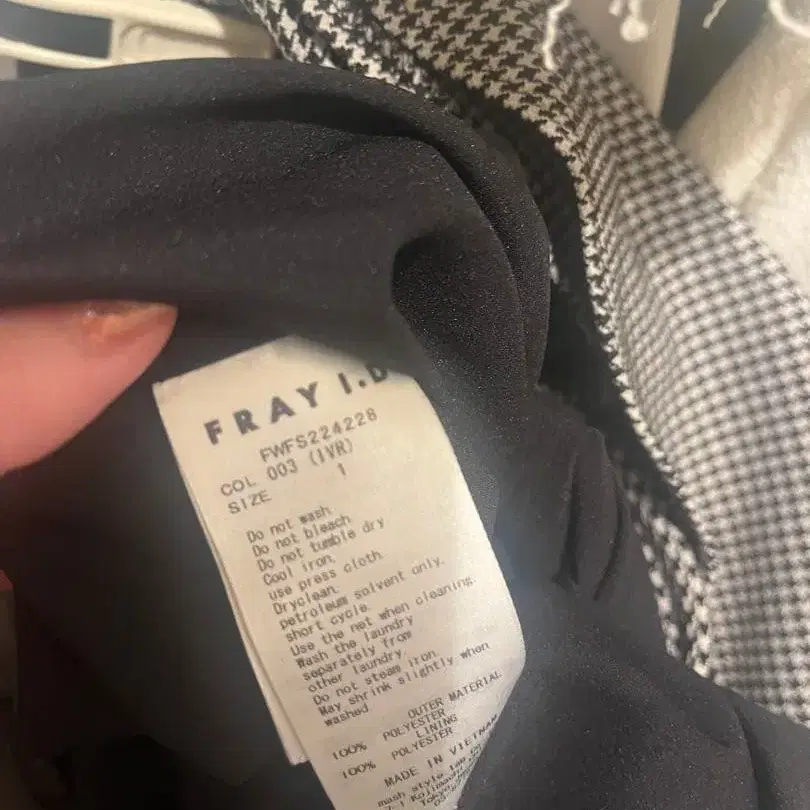 FRAY I.D
FWFS224228
COL 003 (IVR)
SIZE 1
Do not wash
Do not bleach
Do not tumble dry
Cool iron.
use press cloth
Dryclean.
petroleum solvent only.
short cycle.
Use the net when cleaning.
Wash the laundry
separately from
other laundry.
Do not steam iron.
May shrink slightly when
washed
OUTER MATERIAL
100% POLYESTER
LINING
100% POLYESTER
MADE IN VIETNAM
mash style lab